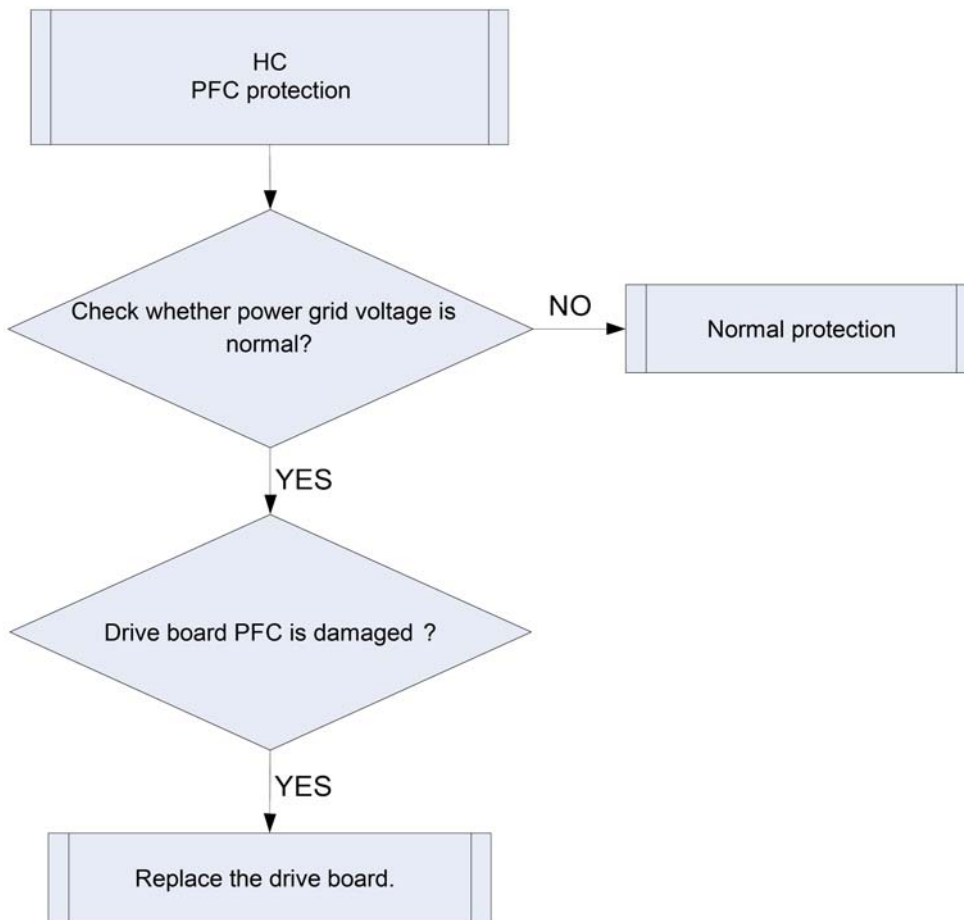 HC
PFC protection
Check whether power grid voltage is
normal?
NO
Normal protection
YES
Drive board PFC is damaged ?
YES
Replace the drive board.